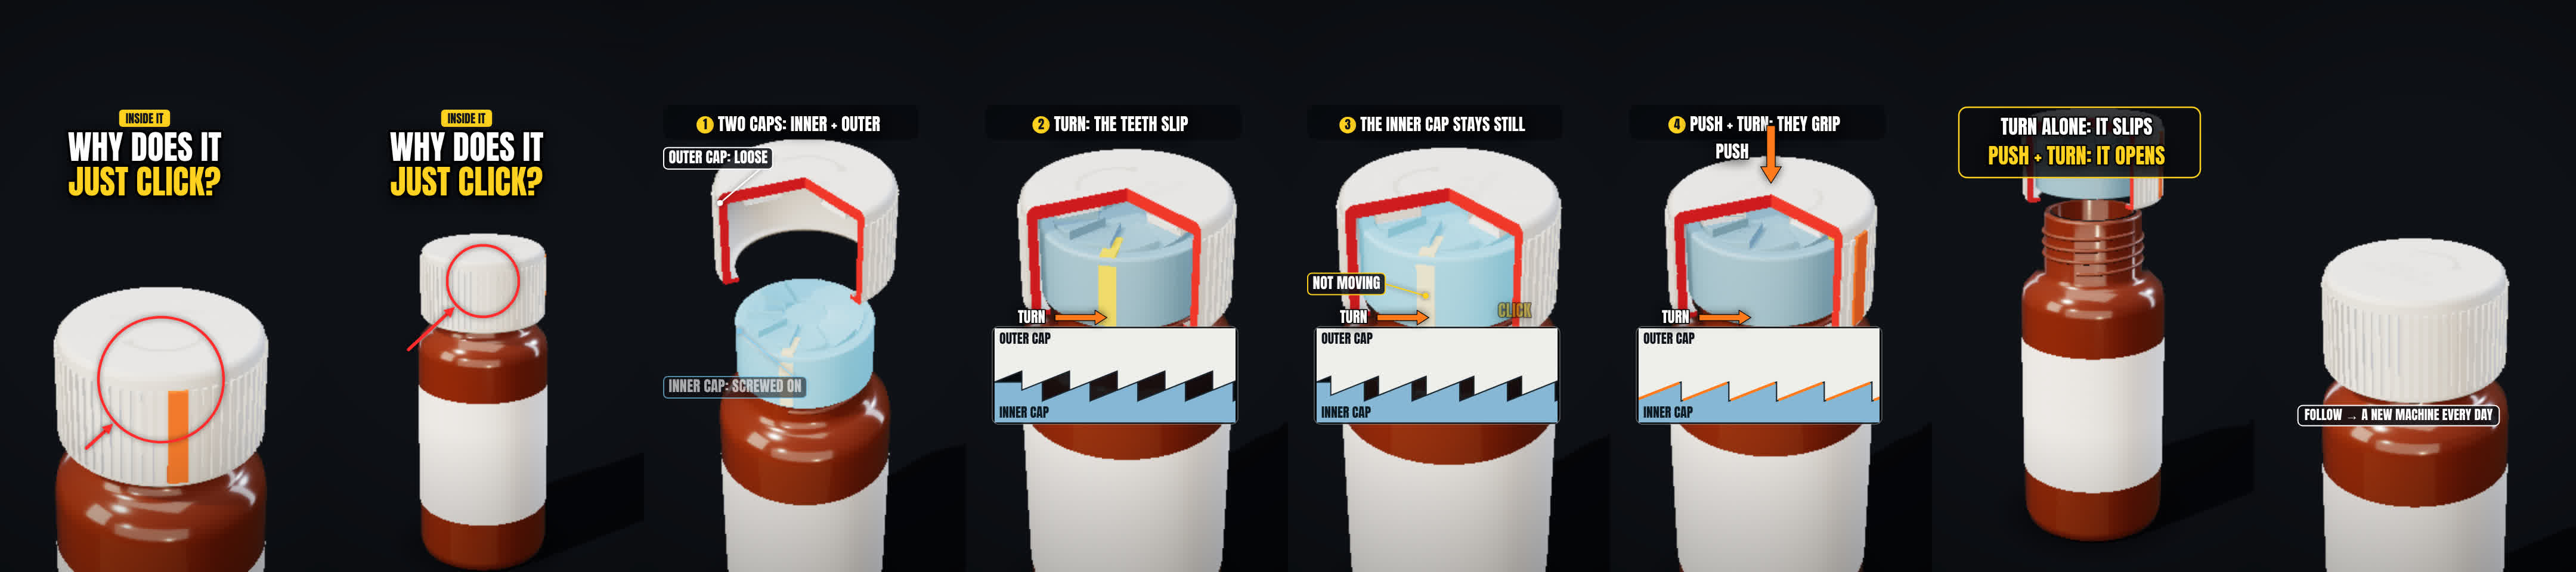 INSIDE IT
WHY DOES IT
JUST CLICK?
INSIDE IT
WHY DOES IT
JUST CLICK?
1 TWO CAPS: INNER + OUTER
OUTER CAP: LOOSE
INNER CAP: SCREWED ON
2 TURN: THE TEETH SLIP
TURN
OUTER CAP
INNER CAP
3 THE INNER CAP STAYS STILL
NOT MOVING
CLICK
TURN
OUTER CAP
INNER CAP
4 PUSH + TURN: THEY GRIP
PUSH
TURN
OUTER CAP
INNER CAP
TURN ALONE: IT SLIPS
PUSH + TURN: IT OPENS
FOLLOW → A NEW MACHINE EVERY DAY